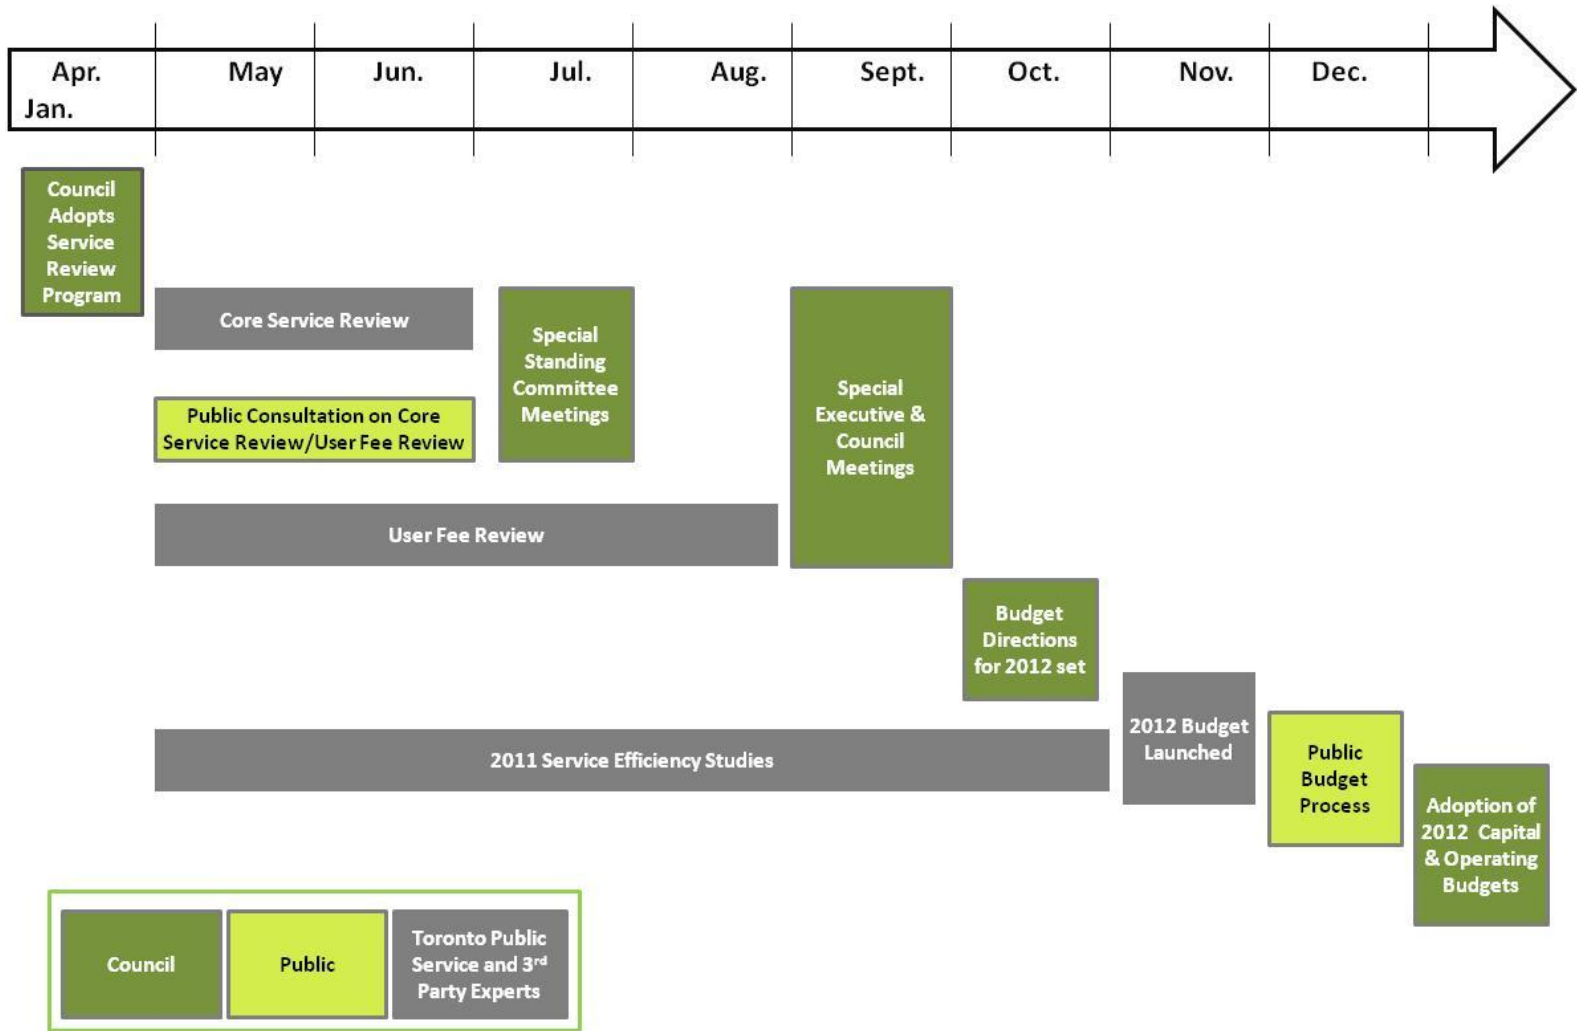 Apr. May Jun. Jul. Aug. Sept. Oct. Nov. Dec.
Jan.
Council
Adopts
Service
Review
Program
Core Service Review
Special
Standing
Committee
Meetings
Special
Executive &
Council
Meetings
Public Consultation on Core
Service Review/User Fee Review
User Fee Review
Budget
Directions
for 2012 set
2011 Service Efficiency Studies
2012 Budget
Launched
Public
Budget
Process
Adoption of
2012 Capital
& Operating
Budgets
Council
Public
Toronto Public
Service and 3rd
Party Experts